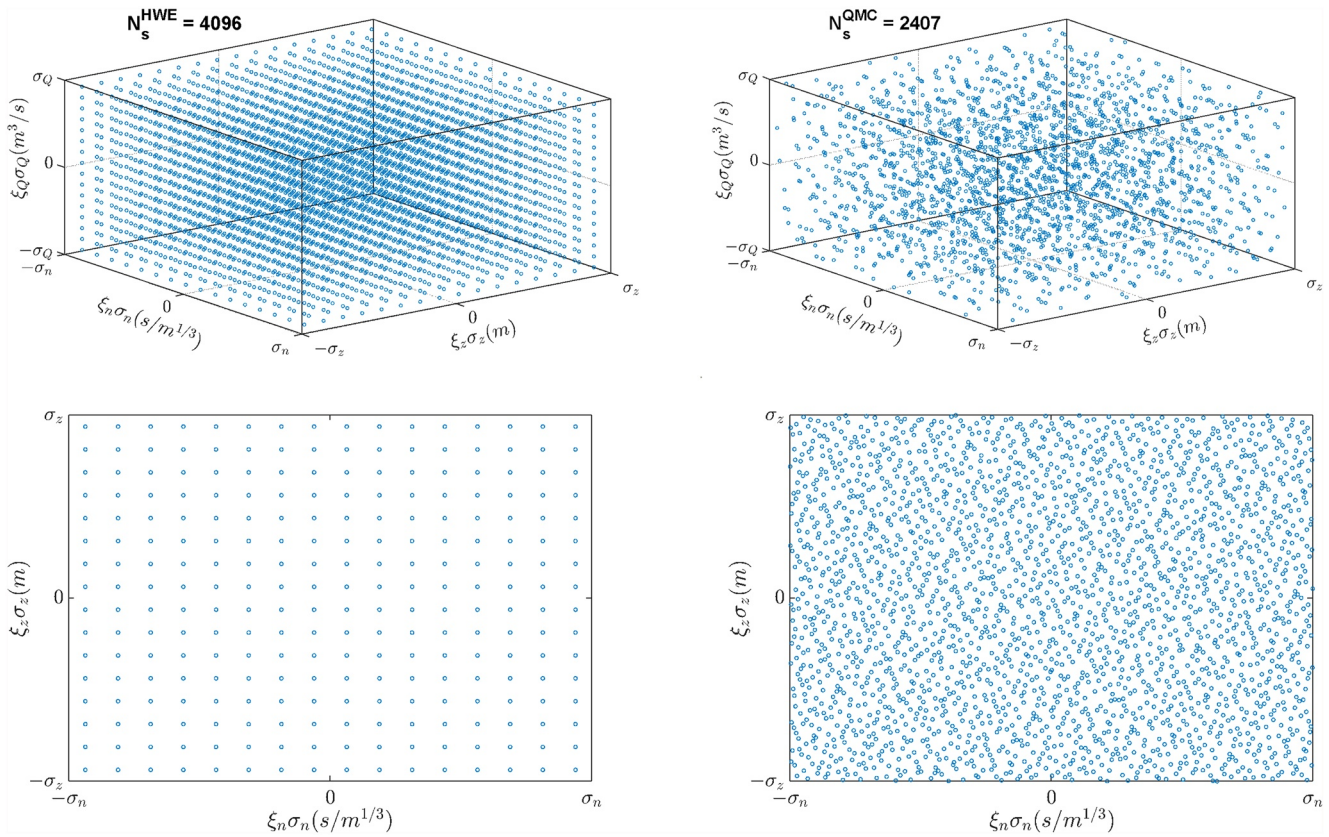 N_s^HWE = 4096
σ_Q
0
−σ_Q
ξ_Qσ_Q(m^3/s)
−σ_n
0
σ_n
ξ_nσ_n(s/m^1/3)
−σ_z
0
σ_z
ξ_zσ_z(m)
N_s^QMC = 2407
σ_Q
0
−σ_Q
ξ_Qσ_Q(m^3/s)
−σ_n
0
σ_n
ξ_nσ_n(s/m^1/3)
−σ_z
0
σ_z
ξ_zσ_z(m)
σ_z
0
−σ_z
ξ_zσ_z(m)
−σ_n
0
σ_n
ξ_nσ_n(s/m^1/3)
σ_z
0
−σ_z
ξ_zσ_z(m)
−σ_n
0
σ_n
ξ_nσ_n(s/m^1/3)